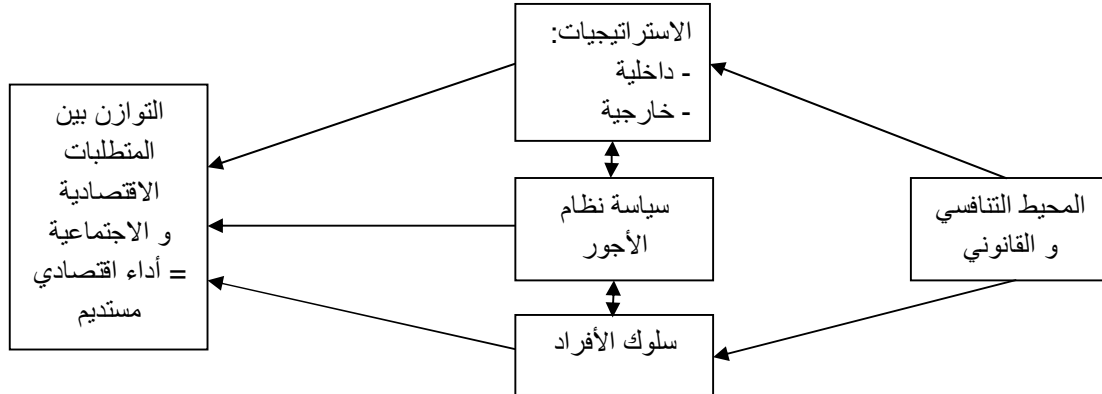 المحيط التنافسي
و القانوني
الاستراتيجيات:
- داخلية
- خارجية
سياسة نظام
الأجور
سلوك الأفراد
التوازن بين
المتطلبات
الاقتصادية
و الاجتماعية
= أداء اقتصادي
مستديم